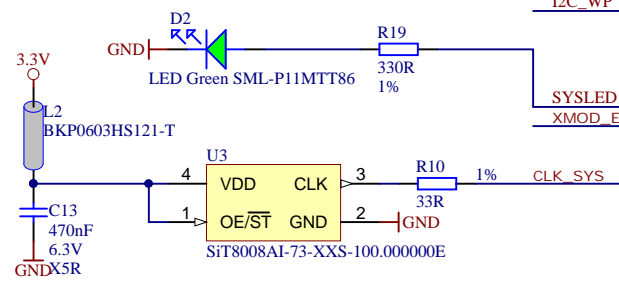 I2C_WP
D2
R19
GND
3.3V
LED Green SML-P11MTT86
330R
1%
SYSLED
L2
XMOD_E
BKP0603HS121-T
U3
R10
1%
CLK_SYS
4
VDD
CLK
3
33R
C13
1
OE/ST
GND
2
GND
470nF
6.3V
SiT8008AI-73-XXS-100.000000E
GND
X5R